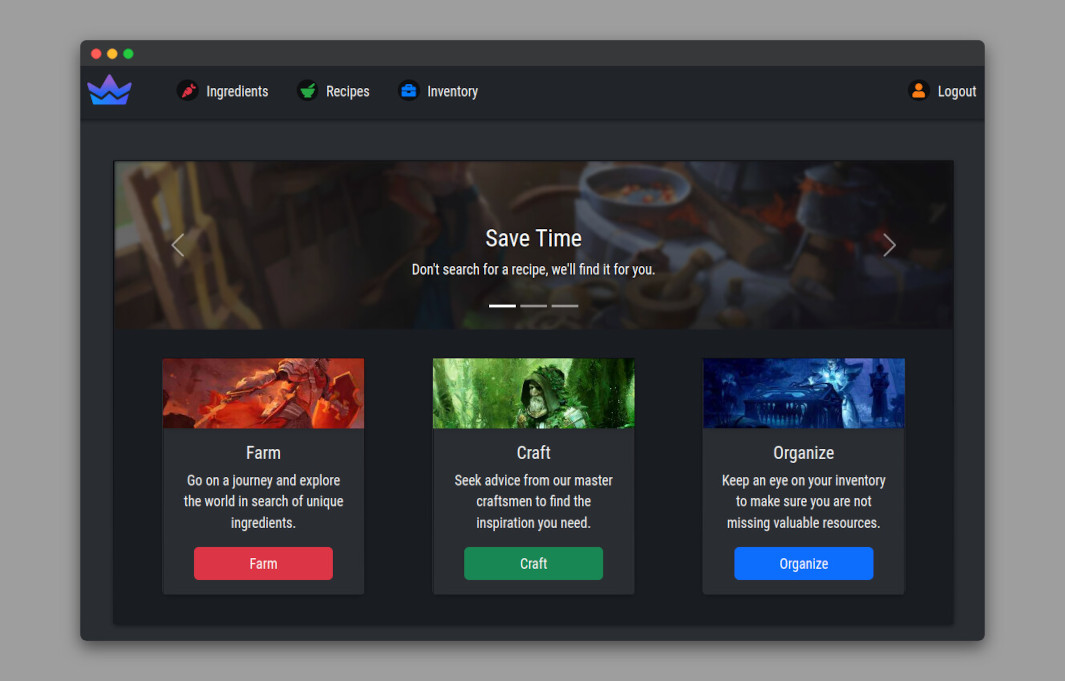 Ingredients
Recipes
Inventory
Logout
Save Time
Don't search for a recipe, we'll find it for you.
Farm
Go on a journey and explore
the world in search of unique
ingredients.
Farm
Craft
Seek advice from our master
craftsmen to find the
inspiration you need.
Craft
Organize
Keep an eye on your inventory
to make sure you are not
missing valuable resources.
Organize